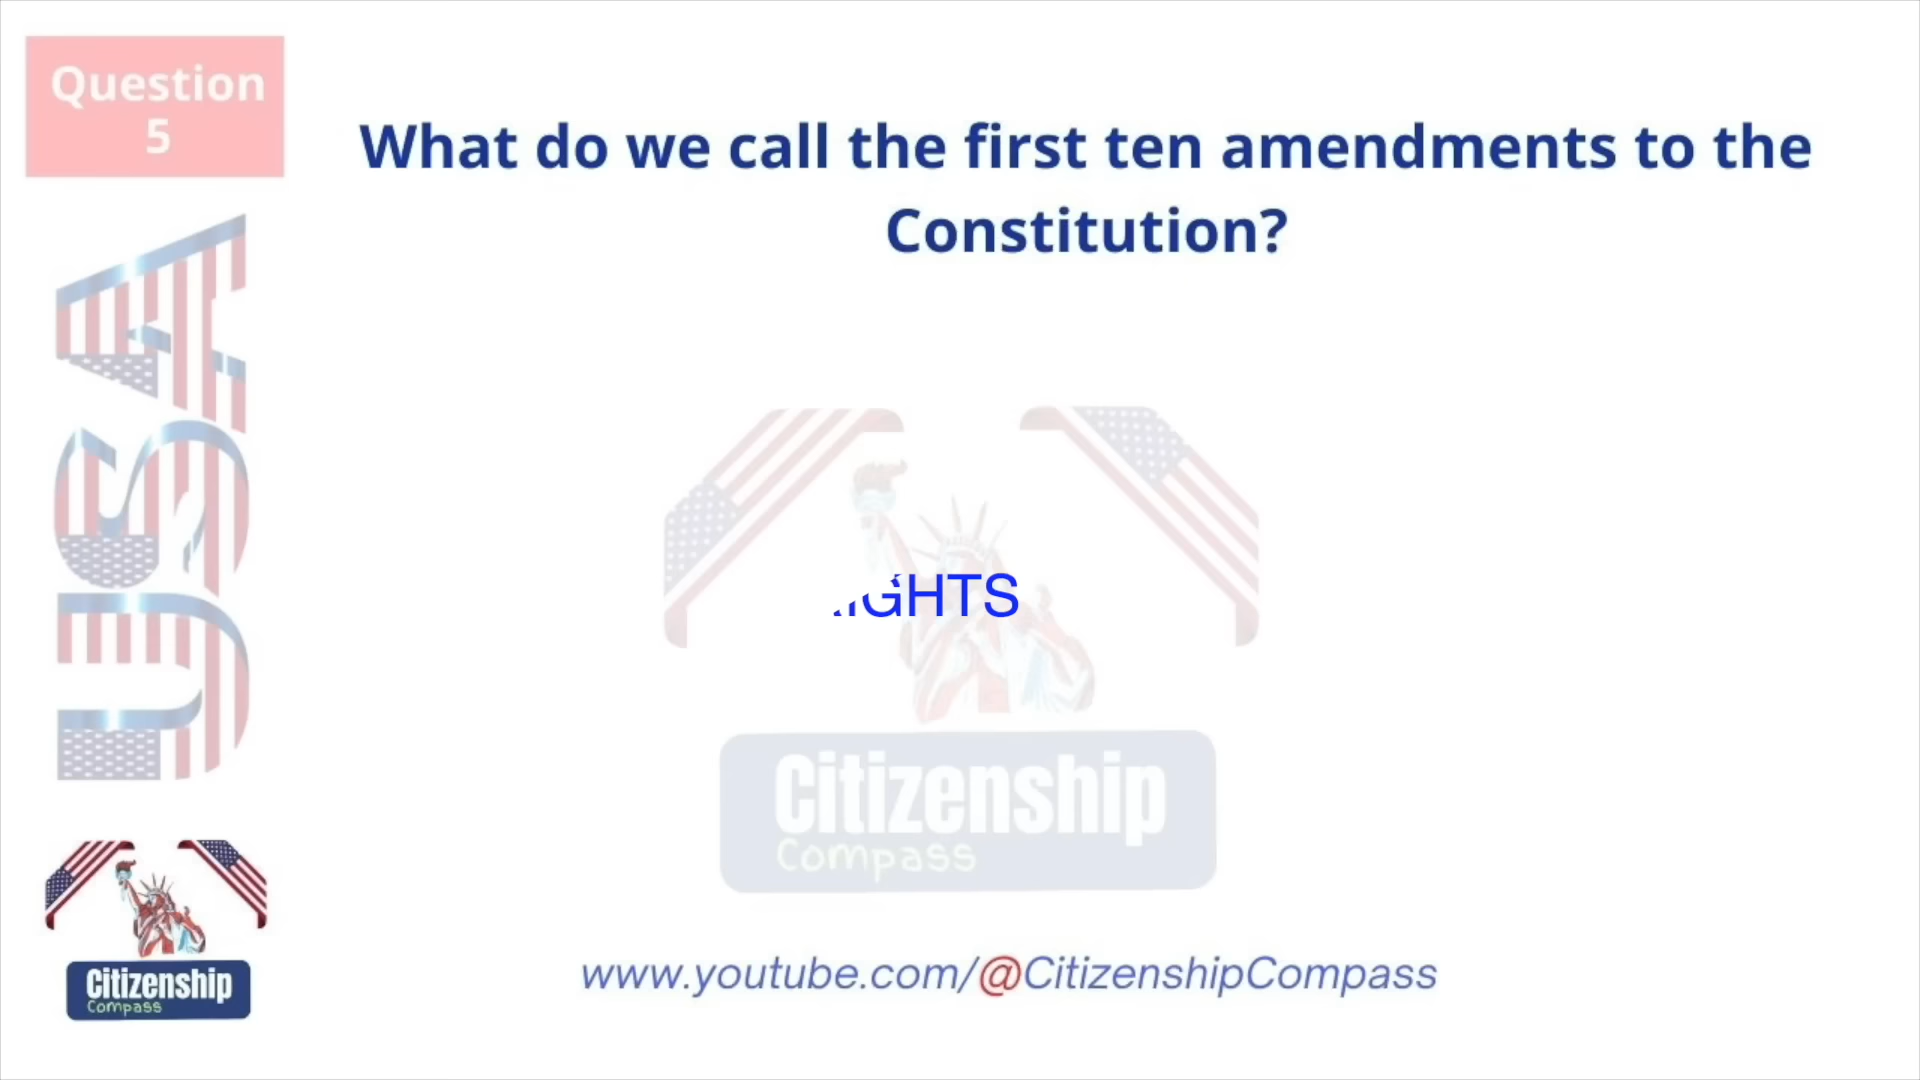 Question
5
What do we call the first ten amendments to the
Constitution?
USA
GHTS
Citizenship
Compass
Citizenship
Compass
www.youtube.com/@CitizenshipCompass